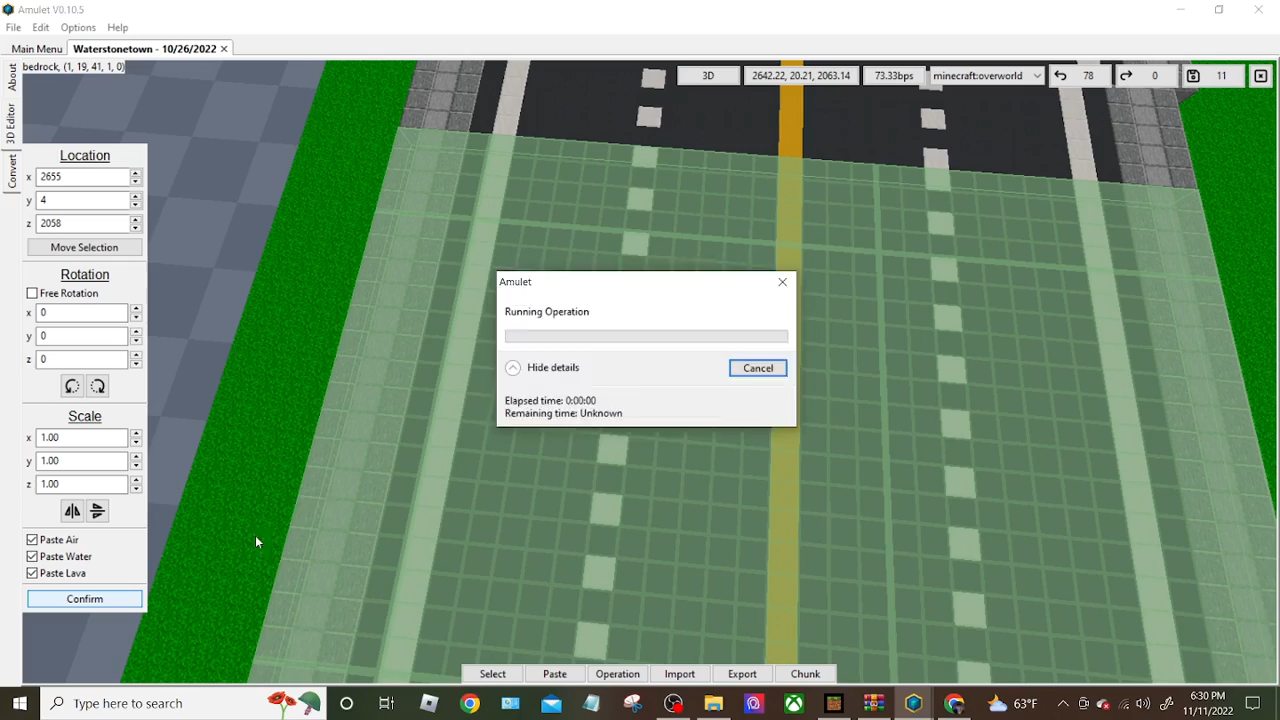 Amulet V0.10.5
File Edit Options Help
Main Menu Waterstonetown - 10/26/2022
About
3D Editor
Convert
bedrock, (1, 19, 41, 1, 0)
3D 2642.22, 20.21, 2063.14 73.33bps minecraft:overworld 78 0 11
Location
x 2655
y 4
z 2058
Move Selection
Rotation
Free Rotation
x 0
y 0
z 0
Scale
x 1.00
y 1.00
z 1.00
Paste Air
Paste Water
Paste Lava
Confirm
Amulet
Running Operation
Hide details Cancel
Elapsed time: 0:00:00
Remaining time: Unknown
Select Paste Operation Import Export Chunk
Type here to search 63°F 6:30 PM
11/11/2022